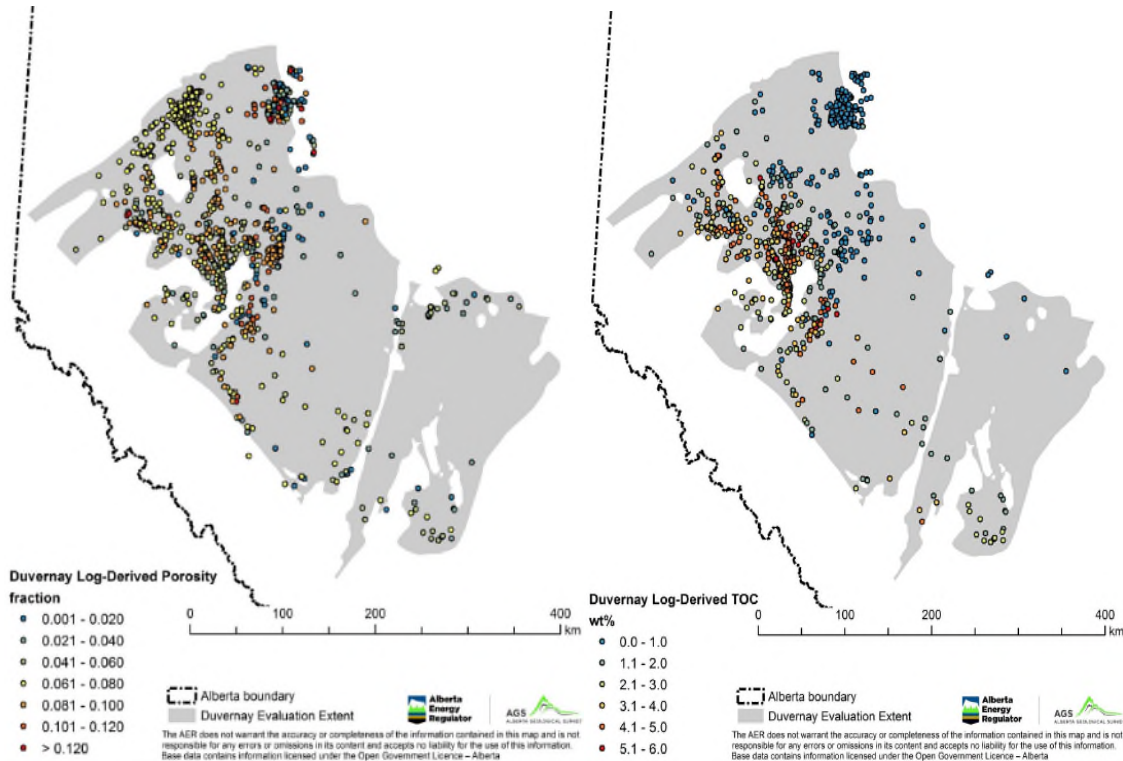 Duvernay Log-Derived Porosity
fraction
0.001 - 0.020
0.021 - 0.040
0.041 - 0.060
0.061 - 0.080
0.081 - 0.100
0.101 - 0.120
> 0.120
0 100 200 400
km
Alberta boundary
Duvernay Evaluation Extent
Alberta
Energy
Regulator
AGS
ALBERTA GEOLOGICAL SURVEY
The AER does not warrant the accuracy or completeness of the information contained in this map and is not
responsible for any errors or omissions in its content and accepts no liability for the use of this information.
Base data contains information licensed under the Open Government Licence – Alberta
Duvernay Log-Derived TOC
wt%
0.0 - 1.0
1.1 - 2.0
2.1 - 3.0
3.1 - 4.0
4.1 - 5.0
5.1 - 6.0
0 100 200 400
km
Alberta boundary
Duvernay Evaluation Extent
Alberta
Energy
Regulator
AGS
ALBERTA GEOLOGICAL SURVE
The AER does not warrant the accuracy or completeness of the information contained in this map and is not
responsible for any errors or omissions in its content and accepts no liability for the use of this information.
Base data contains information licensed under the Open Government Licence – Alberta